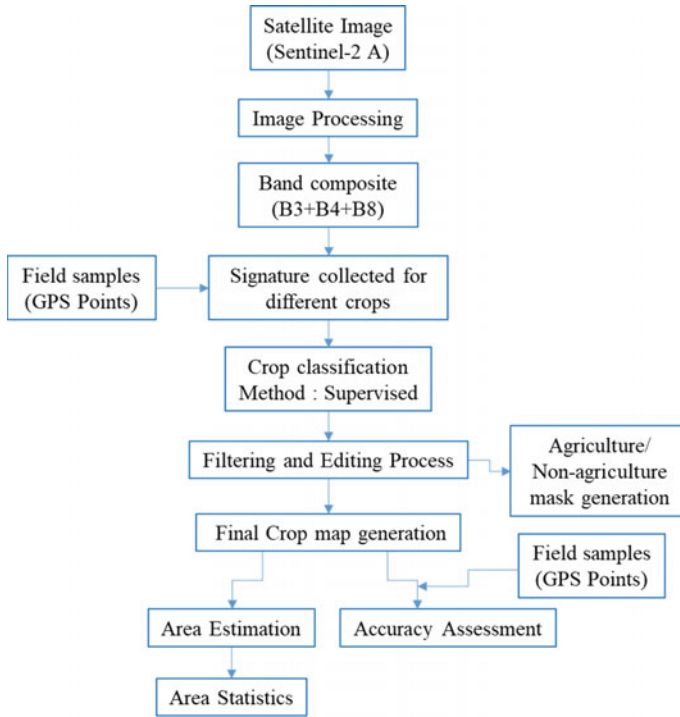 Satellite Image
(Sentinel-2 A)
Image Processing
Band composite
(B3+B4+B8)
Field samples
(GPS Points)
Signature collected for
different crops
Crop classification
Method : Supervised
Filtering and Editing Process
Agriculture/
Non-agriculture
mask generation
Final Crop map generation
Field samples
(GPS Points)
Area Estimation
Accuracy Assessment
Area Statistics